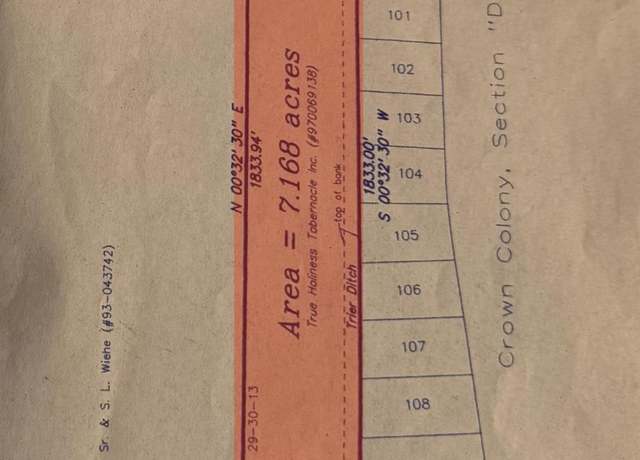 Sr. & S. L. Wiehe (#93-043742)
N 00°32' 30" E
1833.94'
29-30-13
Area = 7.168 acres
True Holiness Tabernacle Inc. (#970069138)
top of bank
Trier Ditch
1833.00'
S 00°32' 30" W
101
102
103
104
105
106
107
108
Crown Colony, Section "D